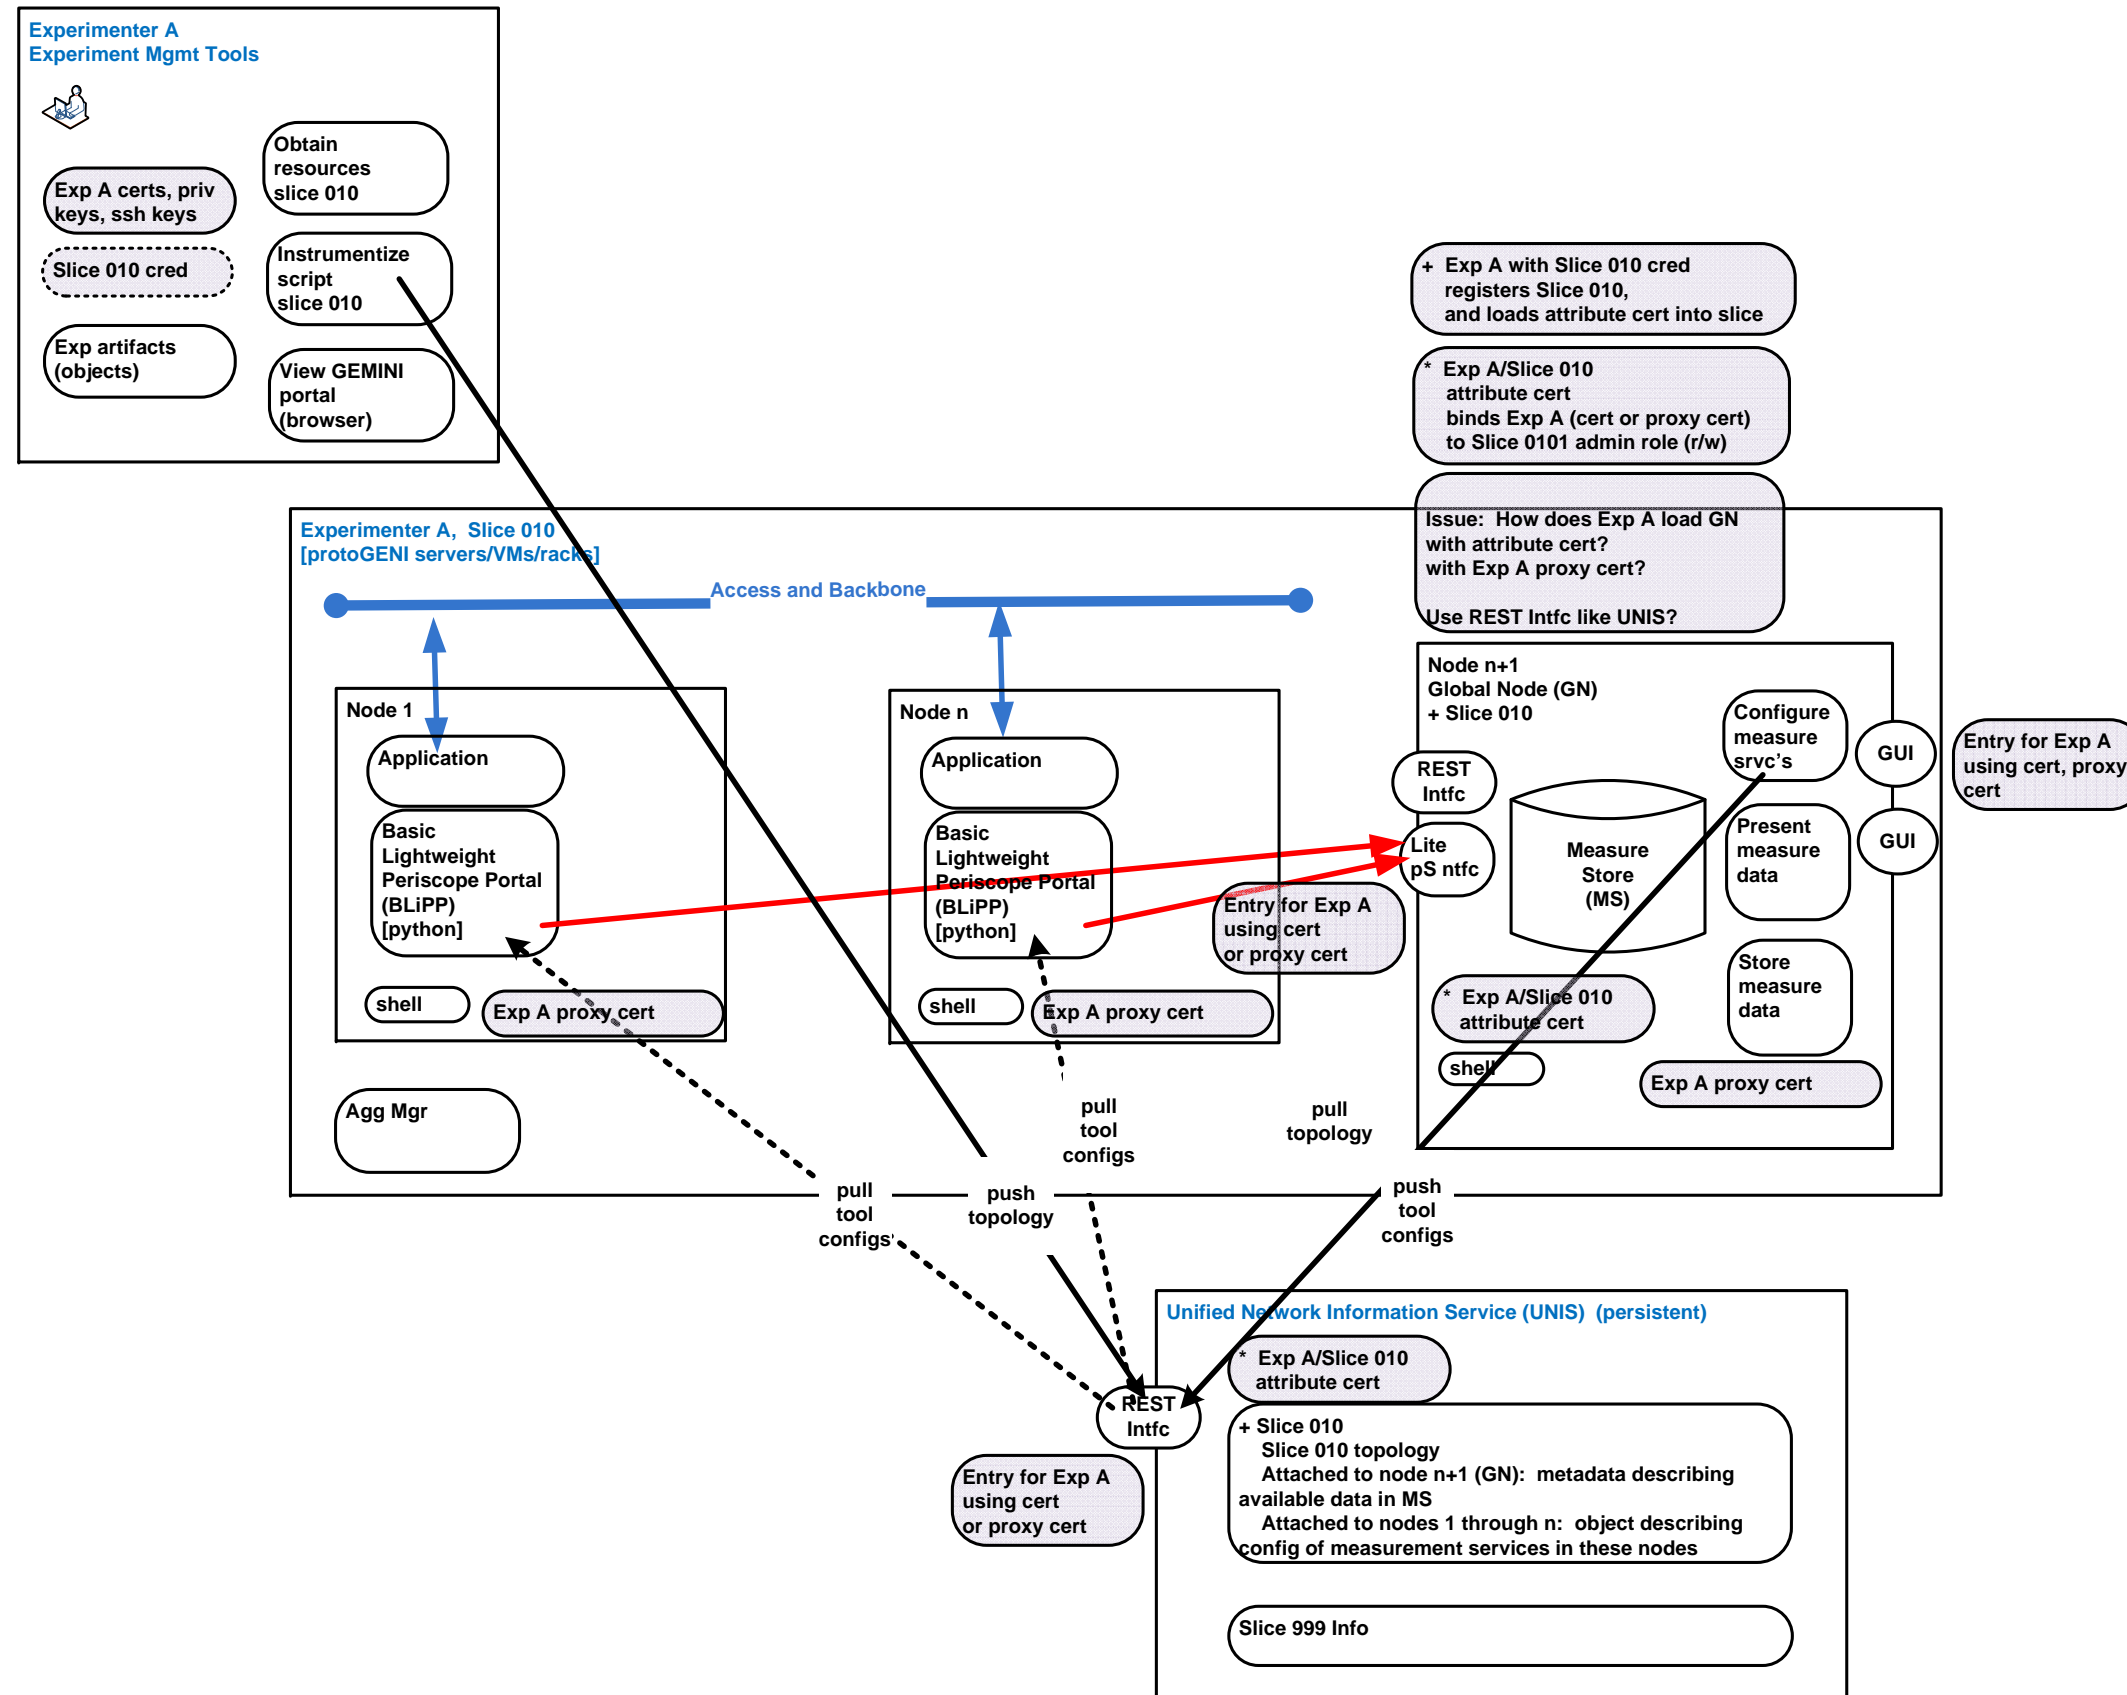 Experimenter A
Experiment Mgmt Tools
Obtain
resources
slice 010
Exp A certs, priv
keys, ssh keys
Instrumentize
script
slice 010
Slice 010 cred
Exp artifacts
(objects)
View GEMINI
portal
(browser)
+ Exp A with Slice 010 cred
registers Slice 010,
and loads attribute cert into slice
* Exp A/Slice 010
attribute cert
binds Exp A (cert or proxy cert)
to Slice 0101 admin role (r/w)
Issue: How does Exp A load GN
with attribute cert?
with Exp A proxy cert?
Use REST Intfc like UNIS?
Experimenter A, Slice 010
[protoGENI servers/VMs/racks]
Access and Backbone
Node 1
Application
Basic
Lightweight
Periscope Portal
(BLiPP)
[python]
shell
Exp A proxy cert
Node n
Application
Basic
Lightweight
Periscope Portal
(BLiPP)
[python]
shell
Exp A proxy cert
Entry for Exp A
using cert
or proxy cert
Node n+1
Global Node (GN)
+ Slice 010
REST
Intfc
Lite
pS ntfc
Measure
Store
(MS)
Configure
measure
srvc's
GUI
Entry for Exp A
using cert, proxy
cert
Present
measure
data
GUI
Store
measure
data
* Exp A/Slice 010
attribute cert
shell
Exp A proxy cert
Agg Mgr
pull
tool
configs
push
topology
pull
tool
configs
pull
topology
push
tool
configs
Unified Network Information Service (UNIS) (persistent)
* Exp A/Slice 010
attribute cert
REST
Intfc
Entry for Exp A
using cert
or proxy cert
+ Slice 010
Slice 010 topology
Attached to node n+1 (GN): metadata describing
available data in MS
Attached to nodes 1 through n: object describing
config of measurement services in these nodes
Slice 999 Info